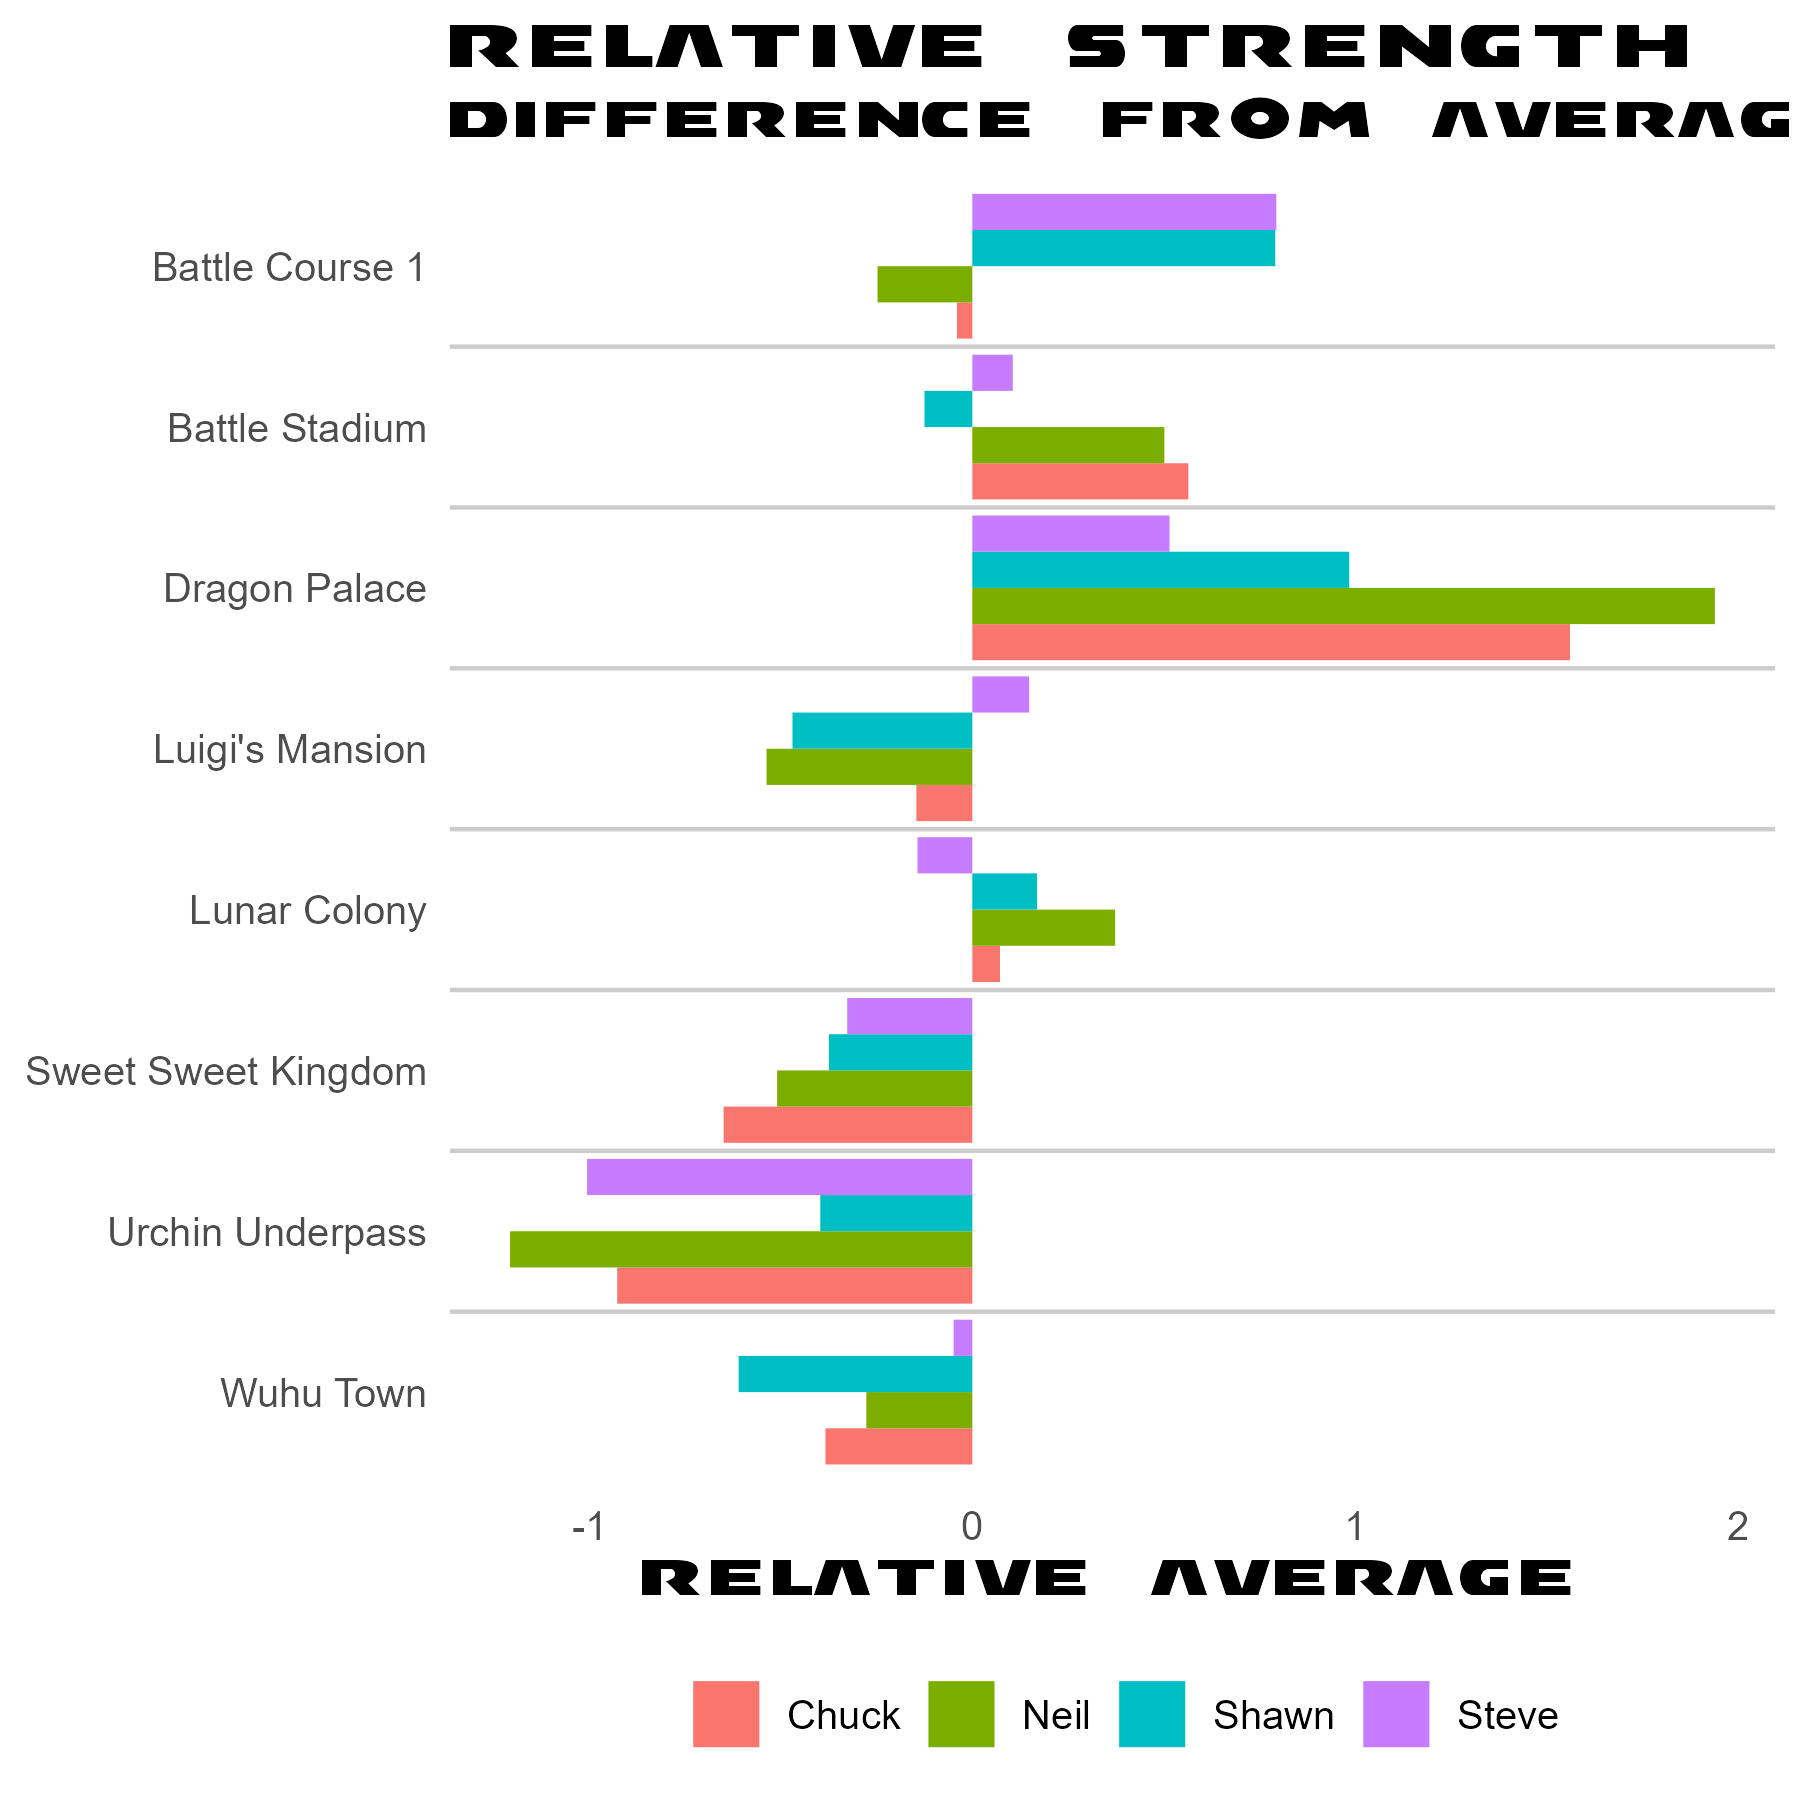 RELATIVE STRENGTH
DIFFERENCE FROM AVERAG
Battle Course 1
Battle Stadium
Dragon Palace
Luigi's Mansion
Lunar Colony
Sweet Sweet Kingdom
Urchin Underpass
Wuhu Town
-1 0 1 2
RELATIVE AVERAGE
Chuck Neil Shawn Steve